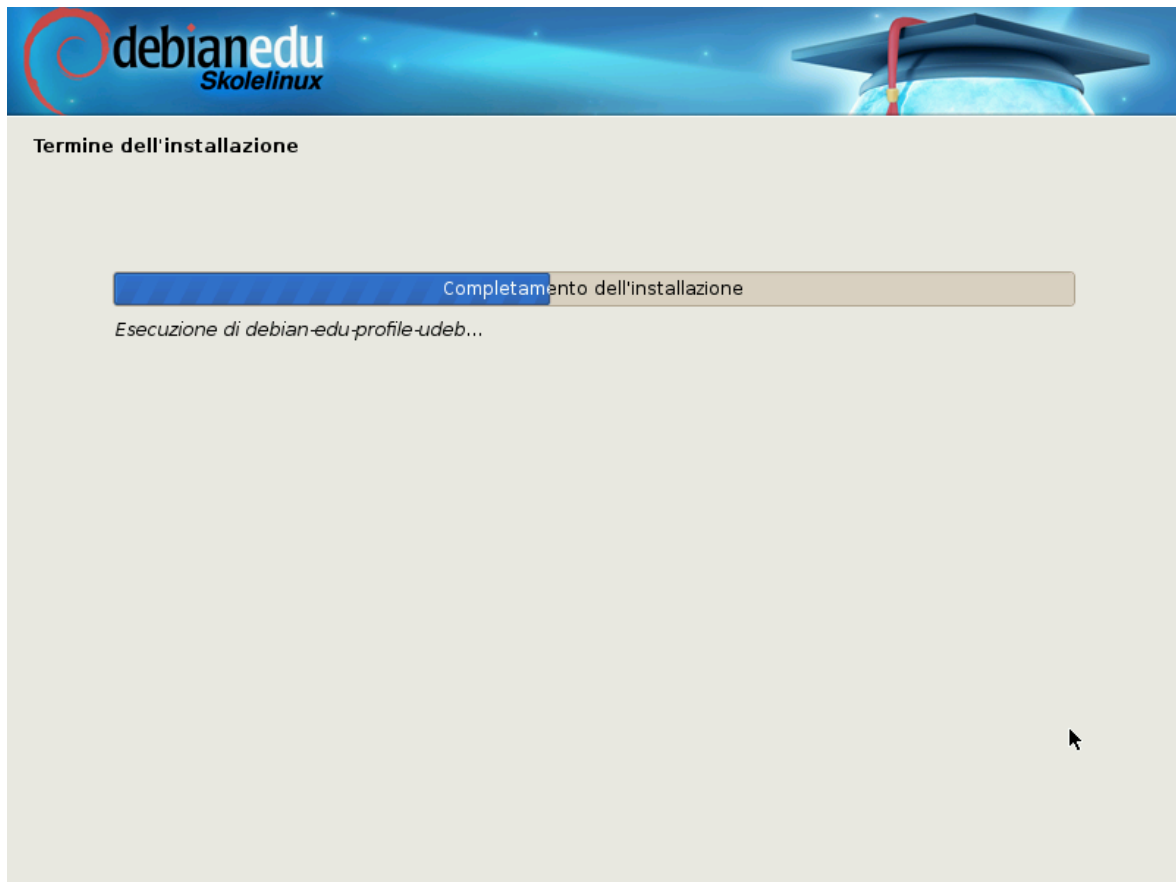 debianedu
Skolelinux
Termine dell'installazione
Completamento dell'installazione
Esecuzione di debian-edu-profile-udeb...